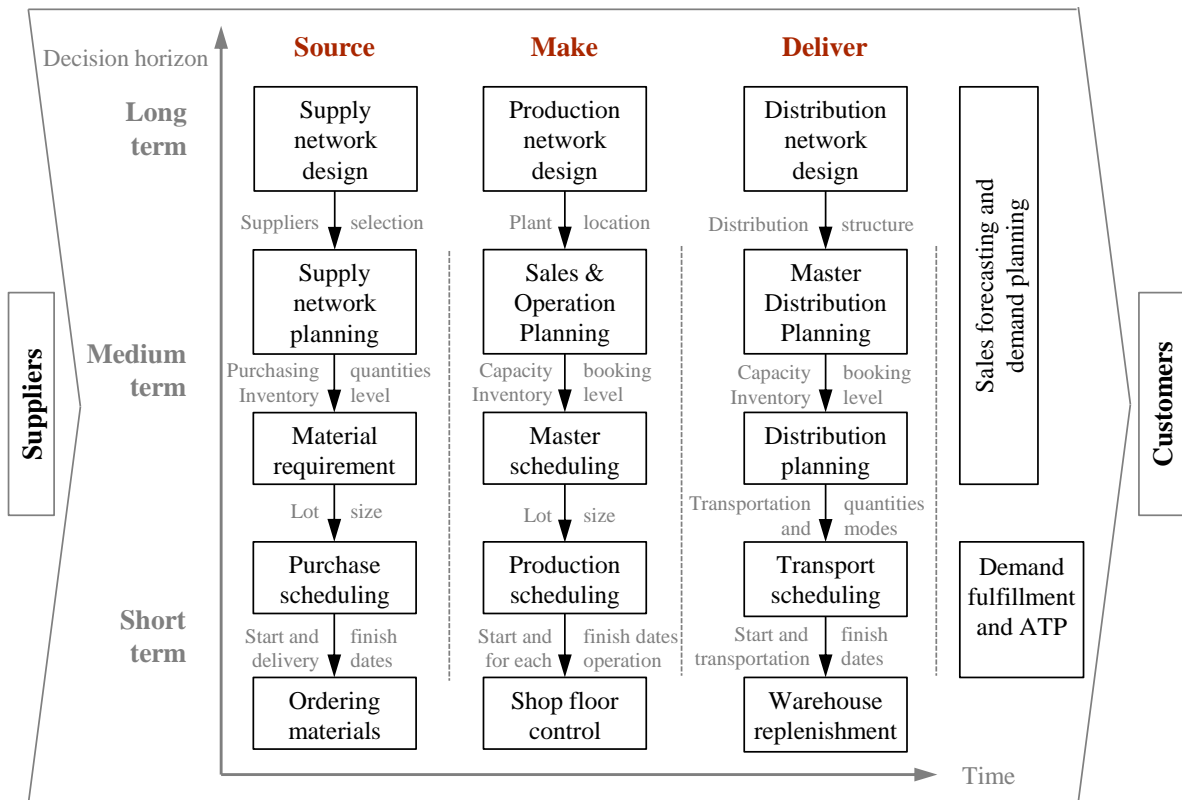 Source
Make
Deliver
Decision horizon
Long
term
Supply
network
design
Production
network
design
Distribution
network
design
Suppliers selection
Plant location
Distribution structure
Sales forecasting and
demand planning
Suppliers
Customers
Medium
term
Supply
network
planning
Sales &
Operation
Planning
Master
Distribution
Planning
Purchasing quantities
Inventory level
Capacity booking
Inventory level
Capacity booking
Inventory level
Material
requirement
Master
scheduling
Distribution
planning
Lot size
Lot size
Transportation quantities
and modes
Short
term
Purchase
scheduling
Production
scheduling
Transport
scheduling
Demand
fulfillment
and ATP
Start and finish
delivery dates
Start and finish dates
for each operation
Start and finish
transportation dates
Ordering
materials
Shop floor
control
Warehouse
replenishment
Time